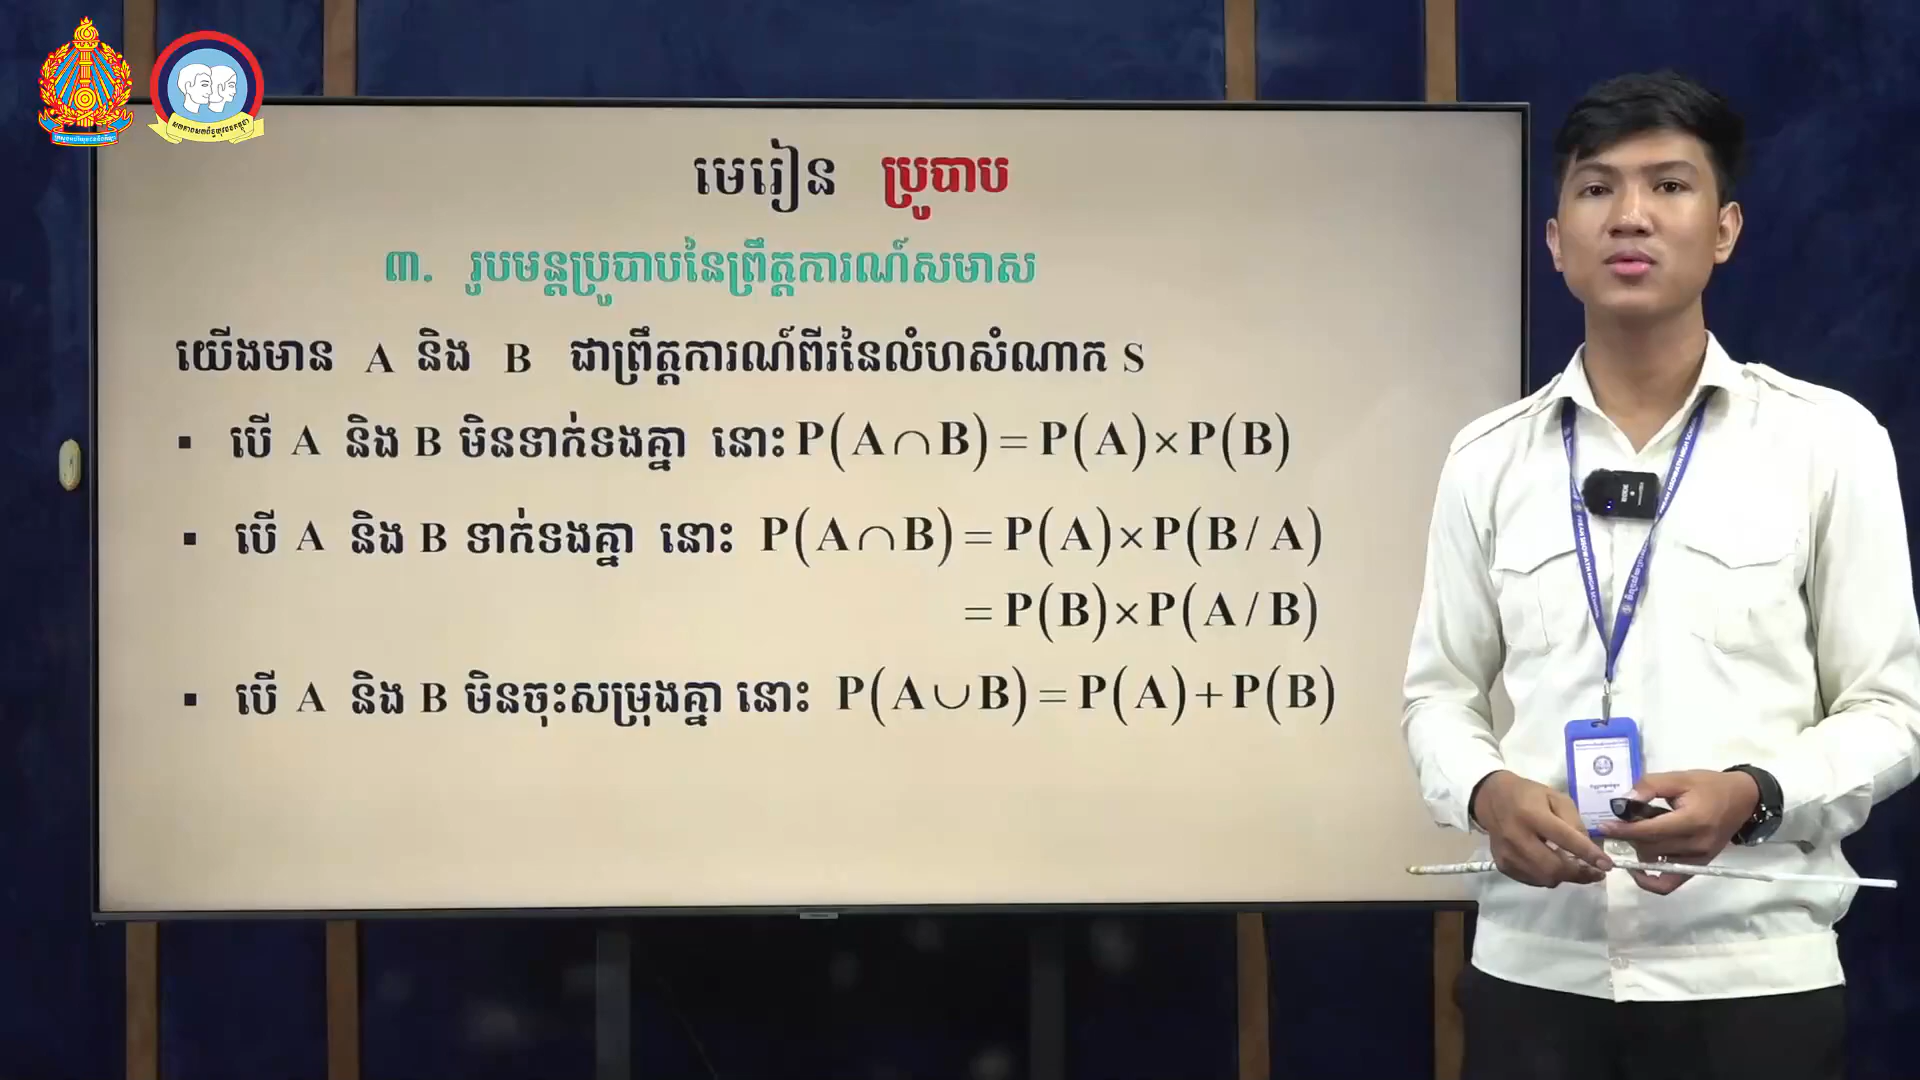 មេរៀន ប្រូបាប
៣. រូបមន្តប្រូបាបនៃព្រឹត្តការណ៍សមាស
យើងមាន A និង B ជាព្រឹត្តការណ៍ពីរនៃលំហសំណាក S
▪ បើ A និង B មិនទាក់ទងគ្នា នោះ P(A∩B)=P(A)×P(B)
▪ បើ A និង B ទាក់ទងគ្នា នោះ P(A∩B)=P(A)×P(B/A)
=P(B)×P(A/B)
▪ បើ A និង B មិនចុះសម្រុងគ្នា នោះ P(A∪B)=P(A)+P(B)